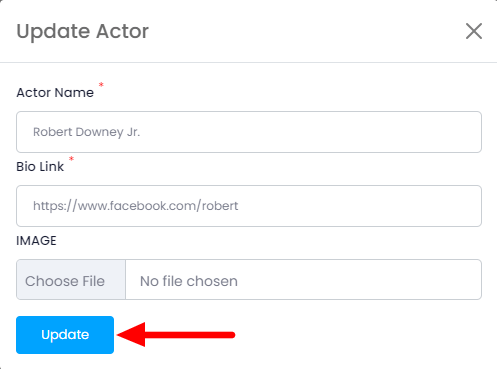 Update Actor
Actor Name *
Robert Downey Jr.
Bio Link *
https://www.facebook.com/robert
IMAGE
Choose File No file chosen
Update